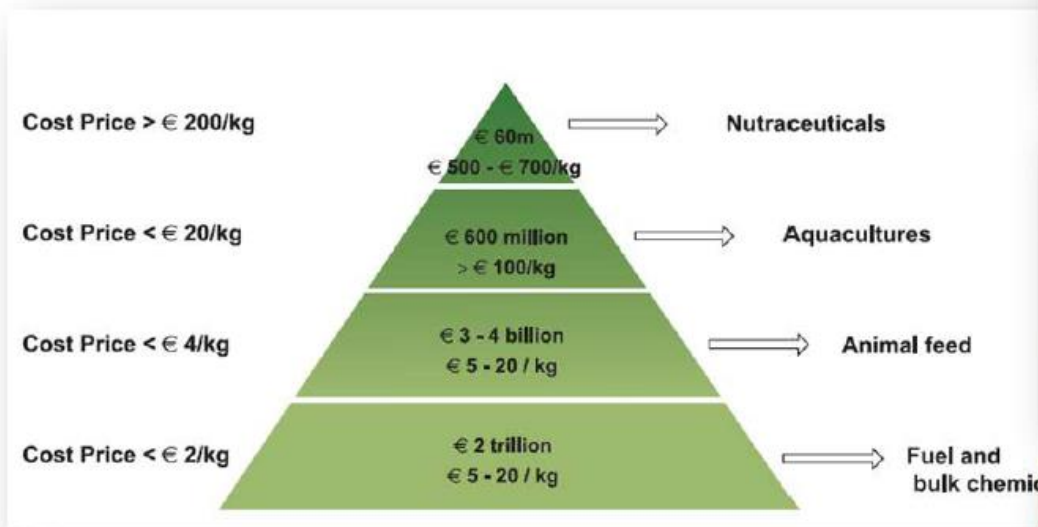 Cost Price > € 200/kg
€ 60m
€ 500 - € 700/kg
Nutraceuticals
Cost Price < € 20/kg
€ 600 million
> € 100/kg
Aquacultures
Cost Price < € 4/kg
€ 3 - 4 billion
€ 5 - 20 / kg
Animal feed
Cost Price < € 2/kg
€ 2 trillion
€ 5 - 20 / kg
Fuel and
bulk